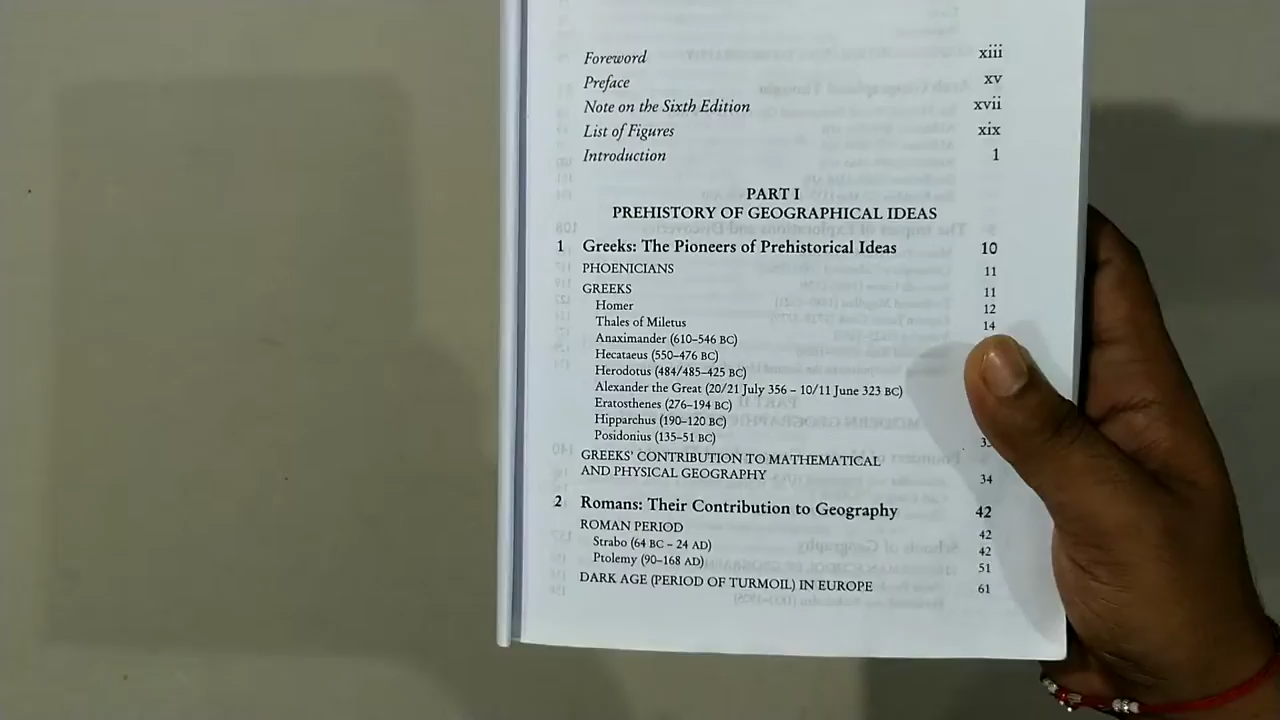 Foreword xiii
Preface xv
Note on the Sixth Edition xvii
List of Figures xix
Introduction 1
PART I
PREHISTORY OF GEOGRAPHICAL IDEAS
1 Greeks: The Pioneers of Prehistorical Ideas 10
PHOENICIANS 11
GREEKS 11
Homer 12
Thales of Miletus 14
Anaximander (610–546 BC)
Hecataeus (550–476 BC)
Herodotus (484/485–425 BC)
Alexander the Great (20/21 July 356 – 10/11 June 323 BC)
Eratosthenes (276–194 BC)
Hipparchus (190–120 BC)
Posidonius (135–51 BC)
GREEKS' CONTRIBUTION TO MATHEMATICAL
AND PHYSICAL GEOGRAPHY 34
2 Romans: Their Contribution to Geography 42
ROMAN PERIOD 42
Strabo (64 BC – 24 AD) 42
Ptolemy (90–168 AD) 51
DARK AGE (PERIOD OF TURMOIL) IN EUROPE 61